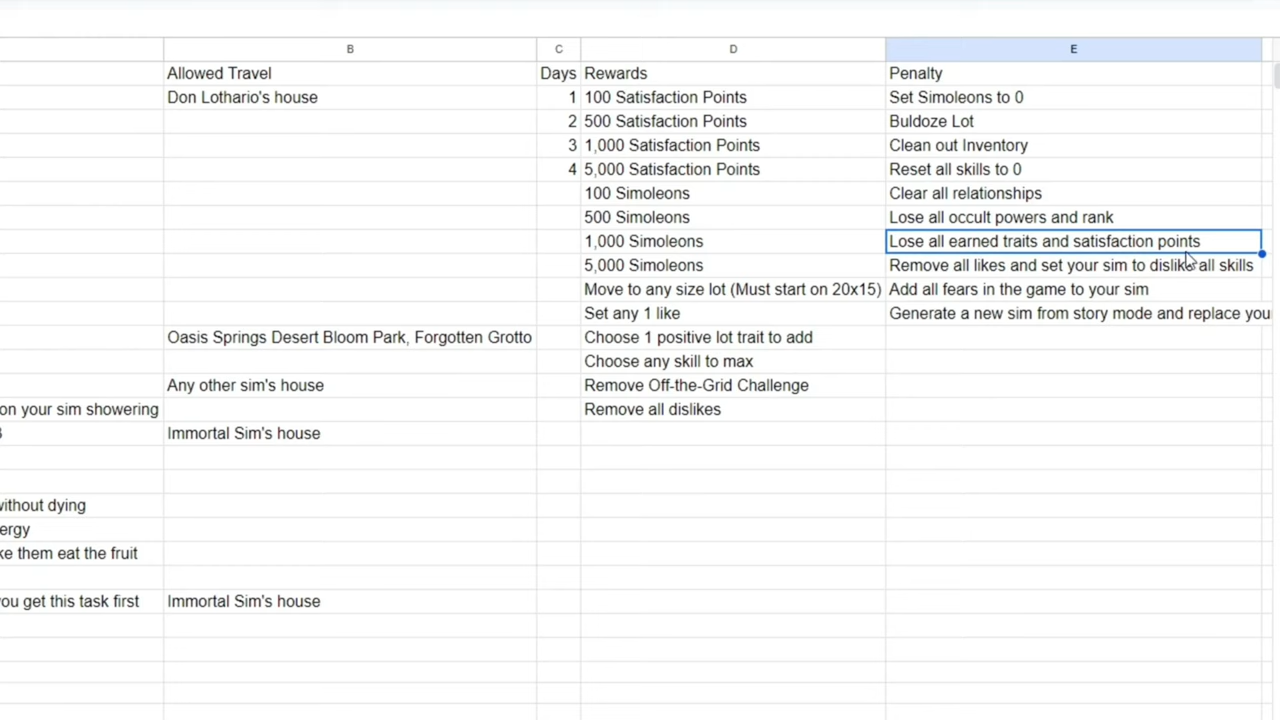 B C D E
Allowed Travel Days Rewards Penalty
Don Lothario's house 1 100 Satisfaction Points Set Simoleons to 0
2 500 Satisfaction Points Buldoze Lot
3 1,000 Satisfaction Points Clean out Inventory
4 5,000 Satisfaction Points Reset all skills to 0
100 Simoleons Clear all relationships
500 Simoleons Lose all occult powers and rank
1,000 Simoleons Lose all earned traits and satisfaction points
5,000 Simoleons Remove all likes and set your sim to dislike all skills
Move to any size lot (Must start on 20x15) Add all fears in the game to your sim
Set any 1 like Generate a new sim from story mode and replace you
Oasis Springs Desert Bloom Park, Forgotten Grotto Choose 1 positive lot trait to add
Choose any skill to max
Any other sim's house Remove Off-the-Grid Challenge
on your sim showering Remove all dislikes
Immortal Sim's house
without dying
ergy
ke them eat the fruit
you get this task first Immortal Sim's house